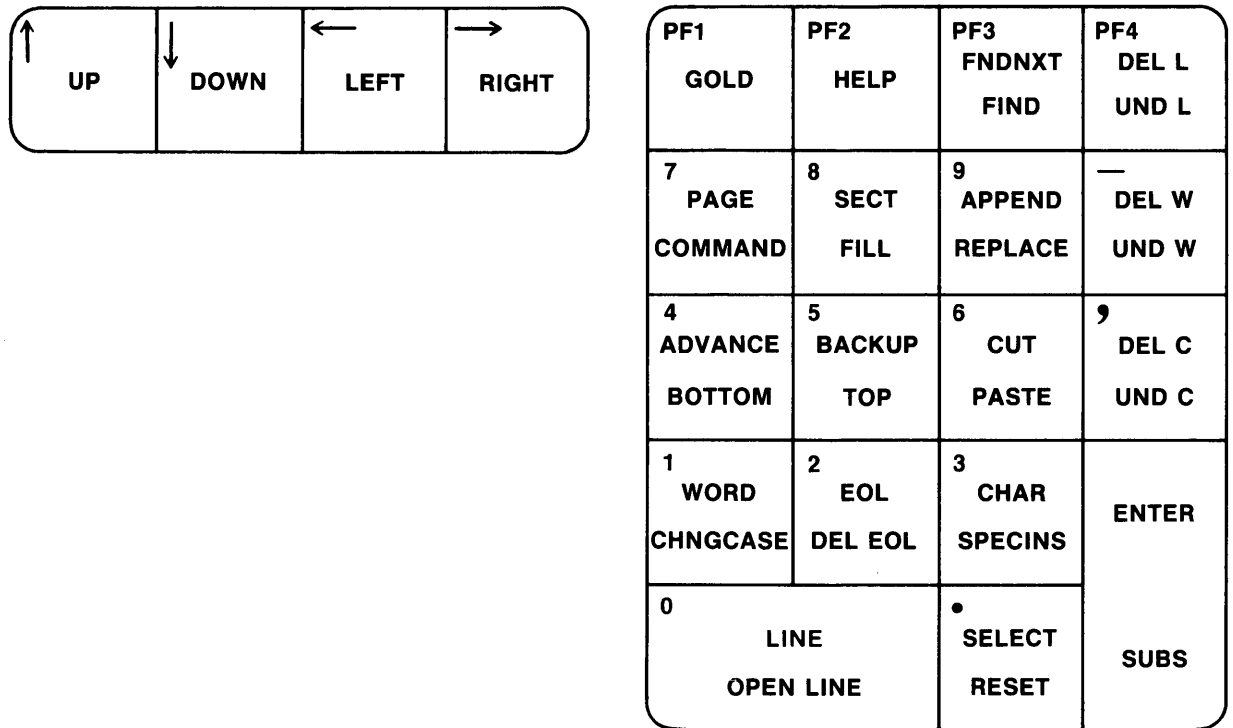 UP
DOWN
LEFT
RIGHT
PF1
GOLD
PF2
HELP
PF3
FNDNXT
FIND
PF4
DEL L
UND L
7
PAGE
COMMAND
8
SECT
FILL
9
APPEND
REPLACE
—
DEL W
UND W
4
ADVANCE
BOTTOM
5
BACKUP
TOP
6
CUT
PASTE
,
DEL C
UND C
1
WORD
CHNGCASE
2
EOL
DEL EOL
3
CHAR
SPECINS
ENTER
SUBS
0
LINE
OPEN LINE
•
SELECT
RESET